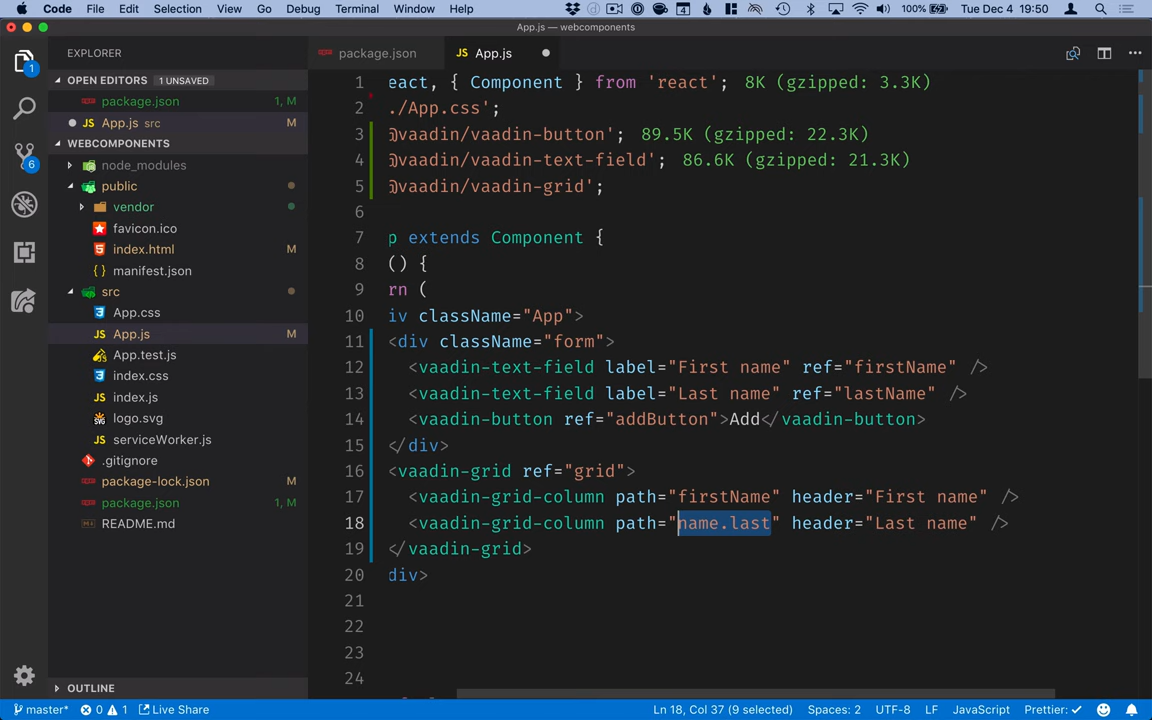 Code File Edit Selection View Go Debug Terminal Window Help 4 100% Tue Dec 4 19:50
App.js — webcomponents
EXPLORER
package.json
JS App.js
OPEN EDITORS 1 UNSAVED
package.json 1, M
JS App.js src M
WEBCOMPONENTS
node_modules
public
vendor
favicon.ico
index.html M
{} manifest.json
src
App.css
JS App.js M
App.test.js
index.css
JS index.js
logo.svg
JS serviceWorker.js
.gitignore
package-lock.json M
package.json 1, M
README.md
OUTLINE
1
6
1 eact, { Component } from 'react'; 8K (gzipped: 3.3K)
2 ./App.css';
3 @vaadin/vaadin-button'; 89.5K (gzipped: 22.3K)
4 @vaadin/vaadin-text-field'; 86.6K (gzipped: 21.3K)
5 @vaadin/vaadin-grid';
6
7 p extends Component {
8 () {
9 rn (
10 iv className="App">
11 <div className="form">
12 <vaadin-text-field label="First name" ref="firstName" />
13 <vaadin-text-field label="Last name" ref="lastName" />
14 <vaadin-button ref="addButton">Add</vaadin-button>
15 </div>
16 <vaadin-grid ref="grid">
17 <vaadin-grid-column path="firstName" header="First name" />
18 <vaadin-grid-column path="name.last" header="Last name" />
19 </vaadin-grid>
20 div>
21
22
23
24
master* 0 1 Live Share Ln 18, Col 37 (9 selected) Spaces: 2 UTF-8 LF JavaScript Prettier: ✓